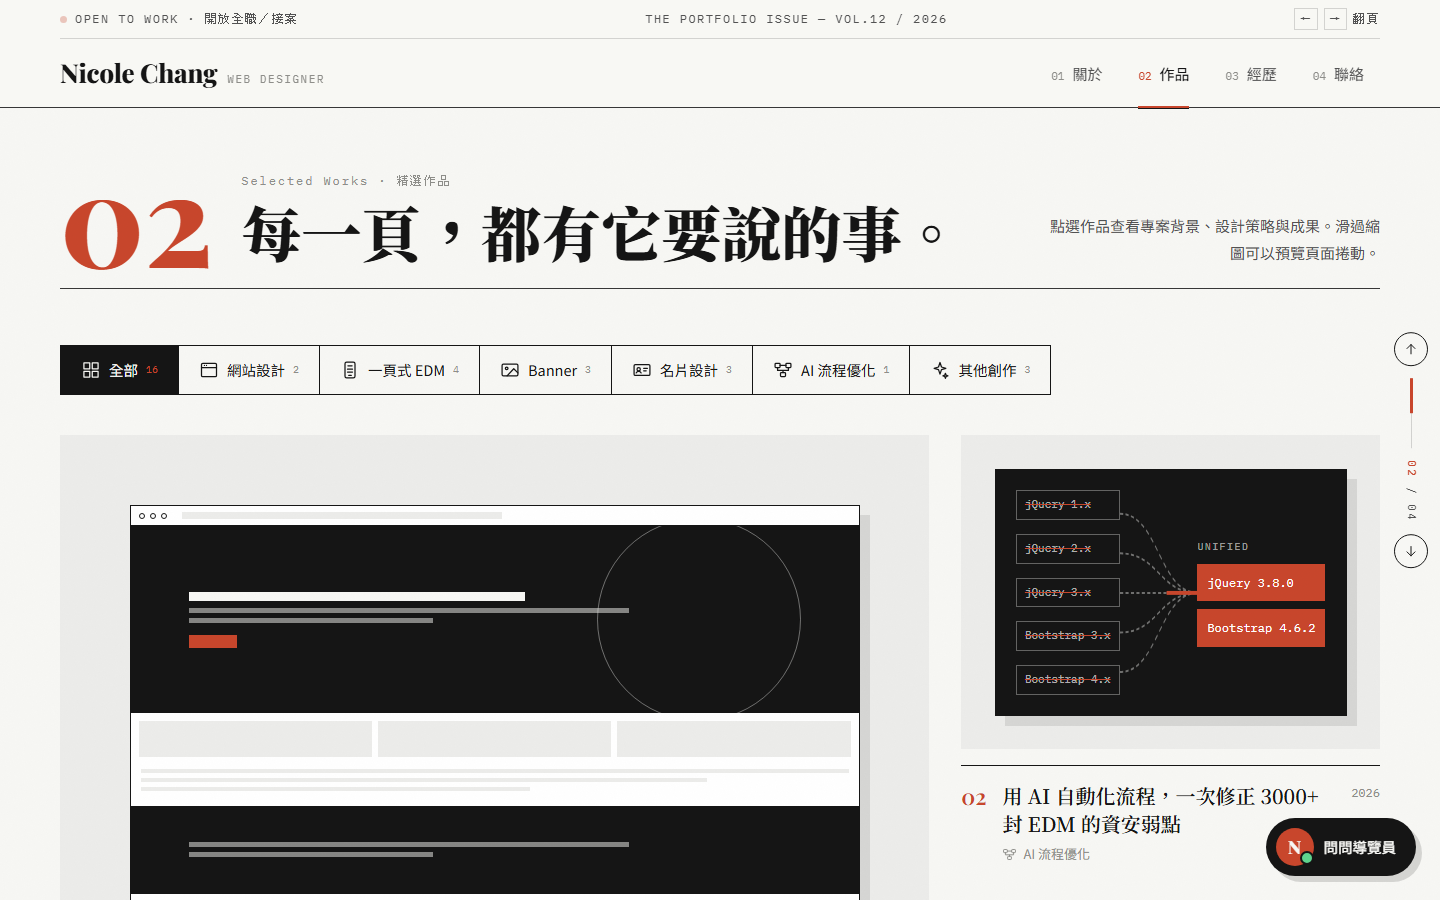 OPEN TO WORK · 開放全職／接案
THE PORTFOLIO ISSUE — VOL.12 / 2026
← → 翻頁
Nicole Chang WEB DESIGNER
01 關於
02 作品
03 經歷
04 聯絡
Selected Works · 精選作品
02 每一頁，都有它要說的事。
點選作品查看專案背景、設計策略與成果。滑過縮
圖可以預覽頁面捲動。
全部 16
網站設計 2
一頁式 EDM 4
Banner 3
名片設計 3
AI 流程優化 1
其他創作 3
02 / 04
jQuery 1.x
jQuery 2.x
jQuery 3.x
Bootstrap 3.x
Bootstrap 4.x
UNIFIED
jQuery 3.8.0
Bootstrap 4.6.2
02 用 AI 自動化流程，一次修正 3000+ 2026
封 EDM 的資安弱點
AI 流程優化
N 問問導覽員